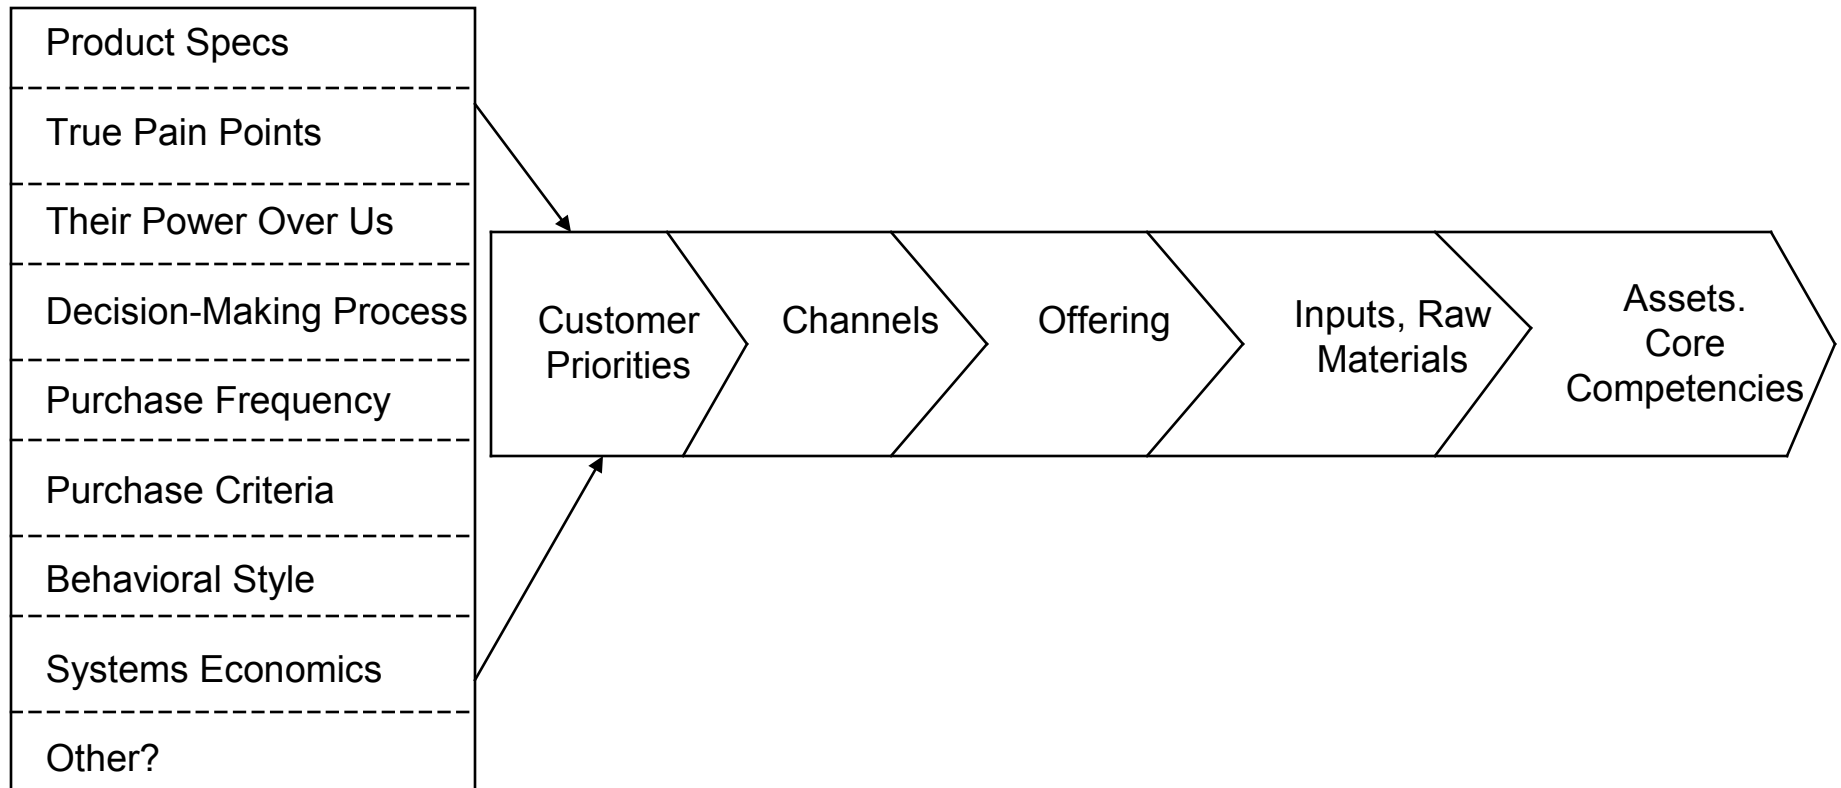 Product Specs
True Pain Points
Their Power Over Us
Decision-Making Process
Purchase Frequency
Purchase Criteria
Behavioral Style
Systems Economics
Other?
Customer
Priorities
Channels
Offering
Inputs, Raw
Materials
Assets.
Core
Competencies